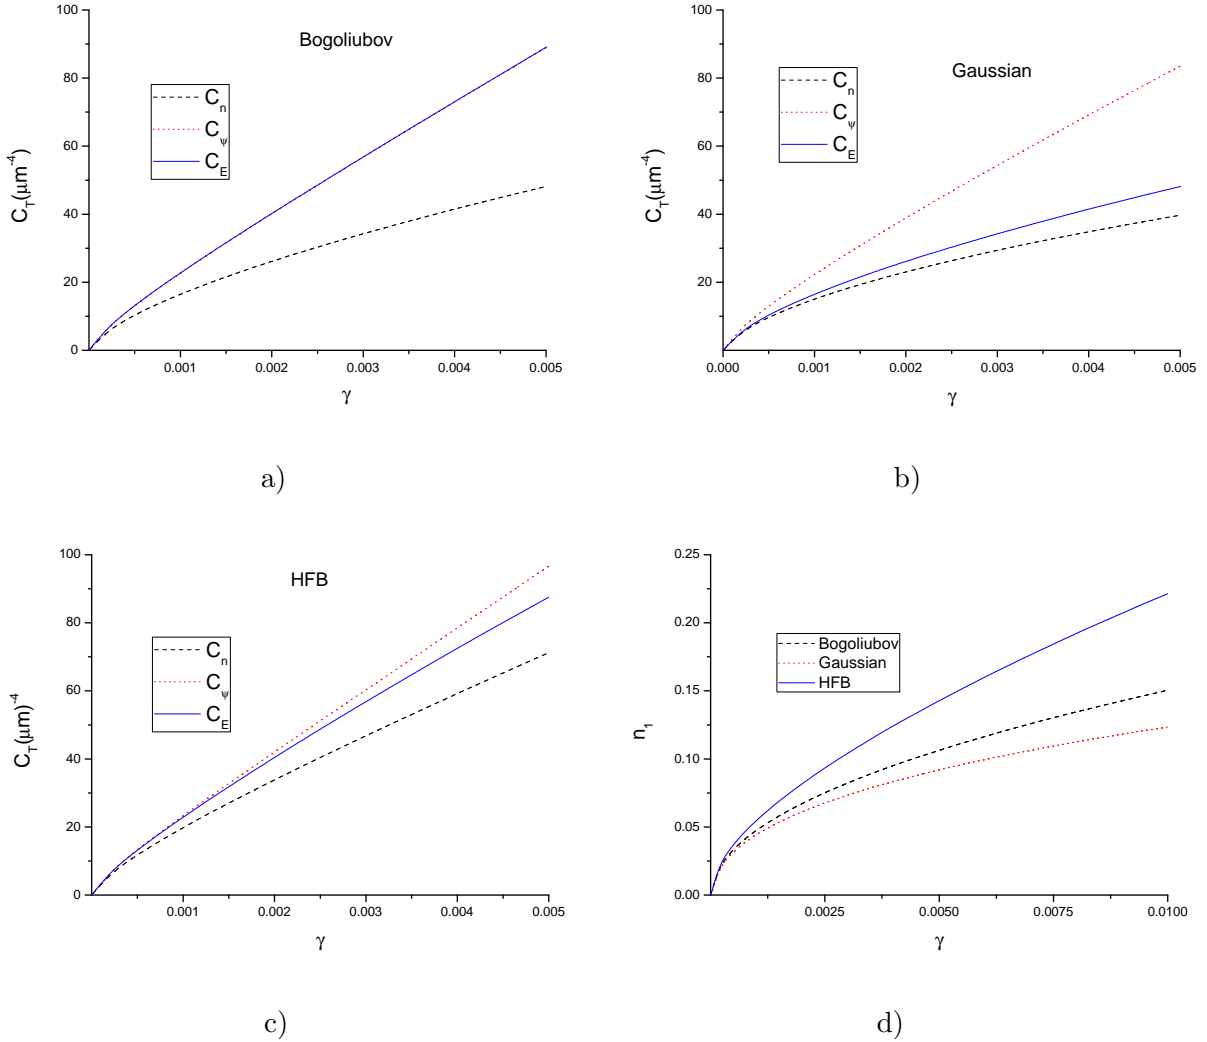 Bogoliubov
C_T(μm^-4)
100
80
60
40
20
0
C_n
C_ψ
C_E
0.001
0.002
0.003
0.004
0.005
γ
a)
Gaussian
C_T(μm^-4)
100
80
60
40
20
0
C_n
C_ψ
C_E
0.000
0.001
0.002
0.003
0.004
0.005
γ
b)
HFB
C_T(μm)^-4
100
80
60
40
20
0
C_n
C_ψ
C_E
0.001
0.002
0.003
0.004
0.005
γ
c)
n_1
0.25
0.20
0.15
0.10
0.05
0.00
Bogoliubov
Gaussian
HFB
0.0025
0.0050
0.0075
0.0100
γ
d)